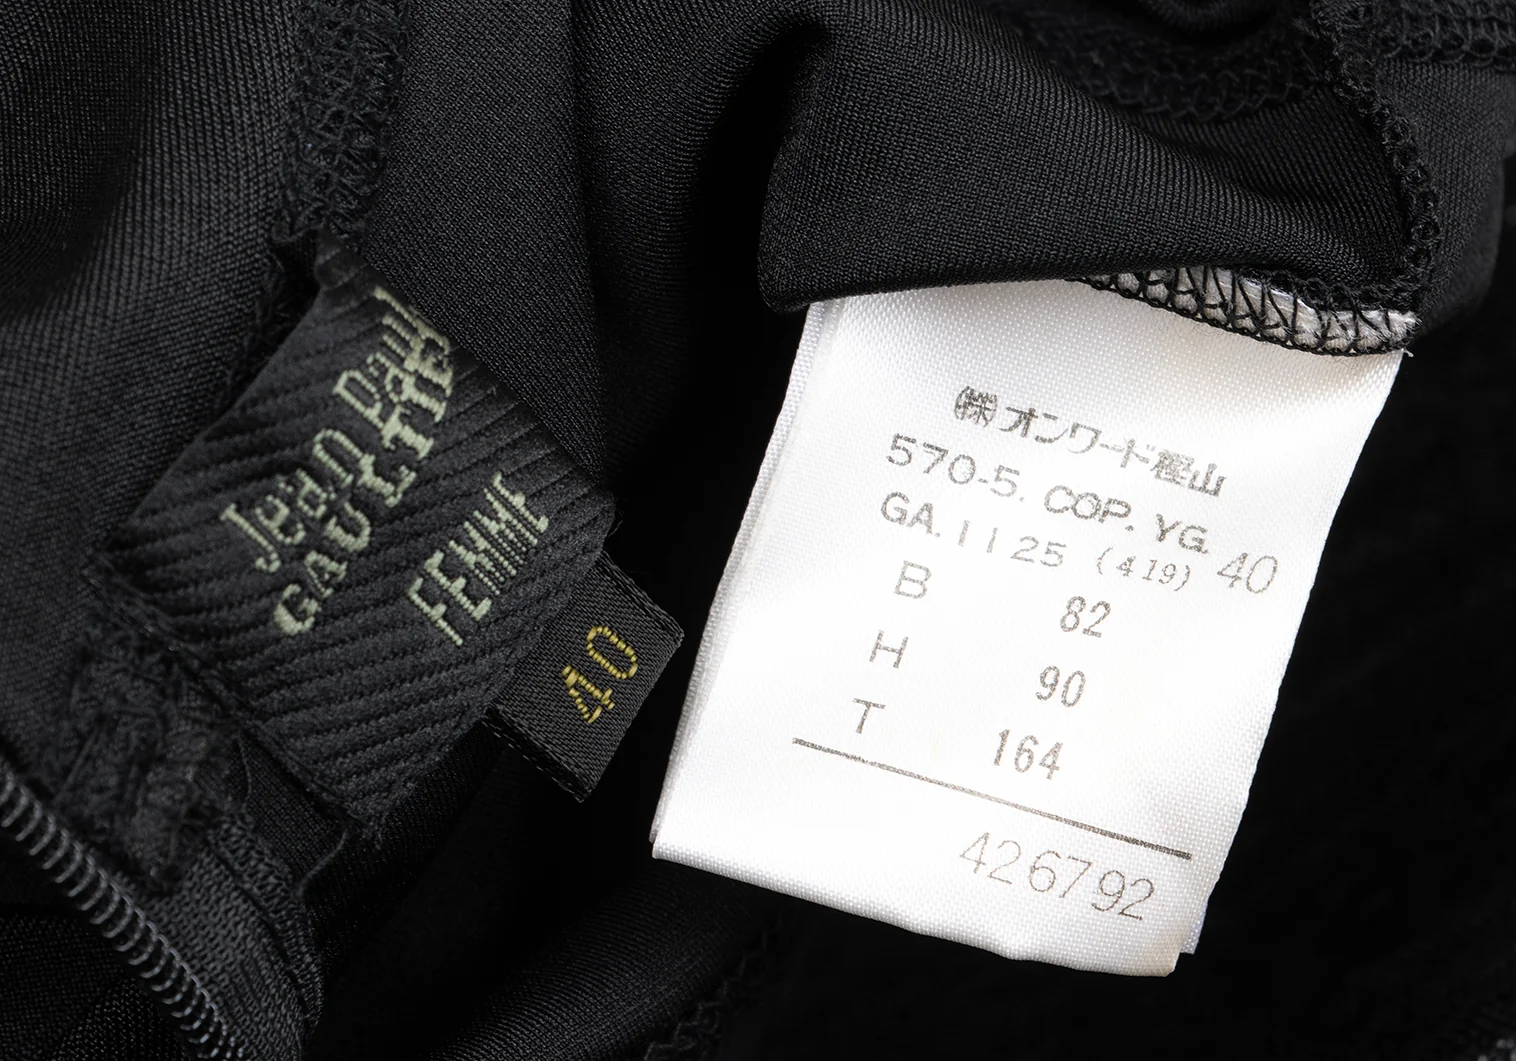 Jean Paul
GAULTIER
FEMME
40
㈱オンワード樫山
570-5. COP. YG.
GA.1125 (419) 40
B 82
H 90
T 164
426792